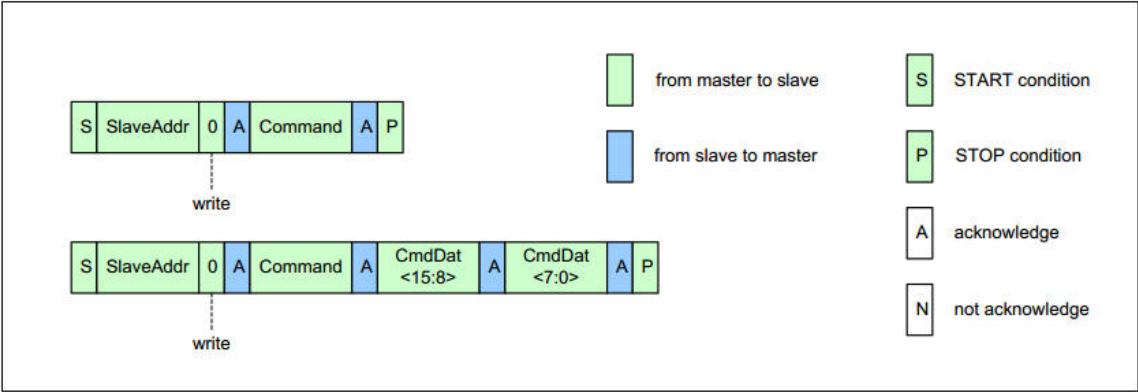 S SlaveAddr 0 A Command A P
write
S SlaveAddr 0 A Command A CmdDat <15:8> A CmdDat <7:0> A P
write
from master to slave
from slave to master
S START condition
P STOP condition
A acknowledge
N not acknowledge